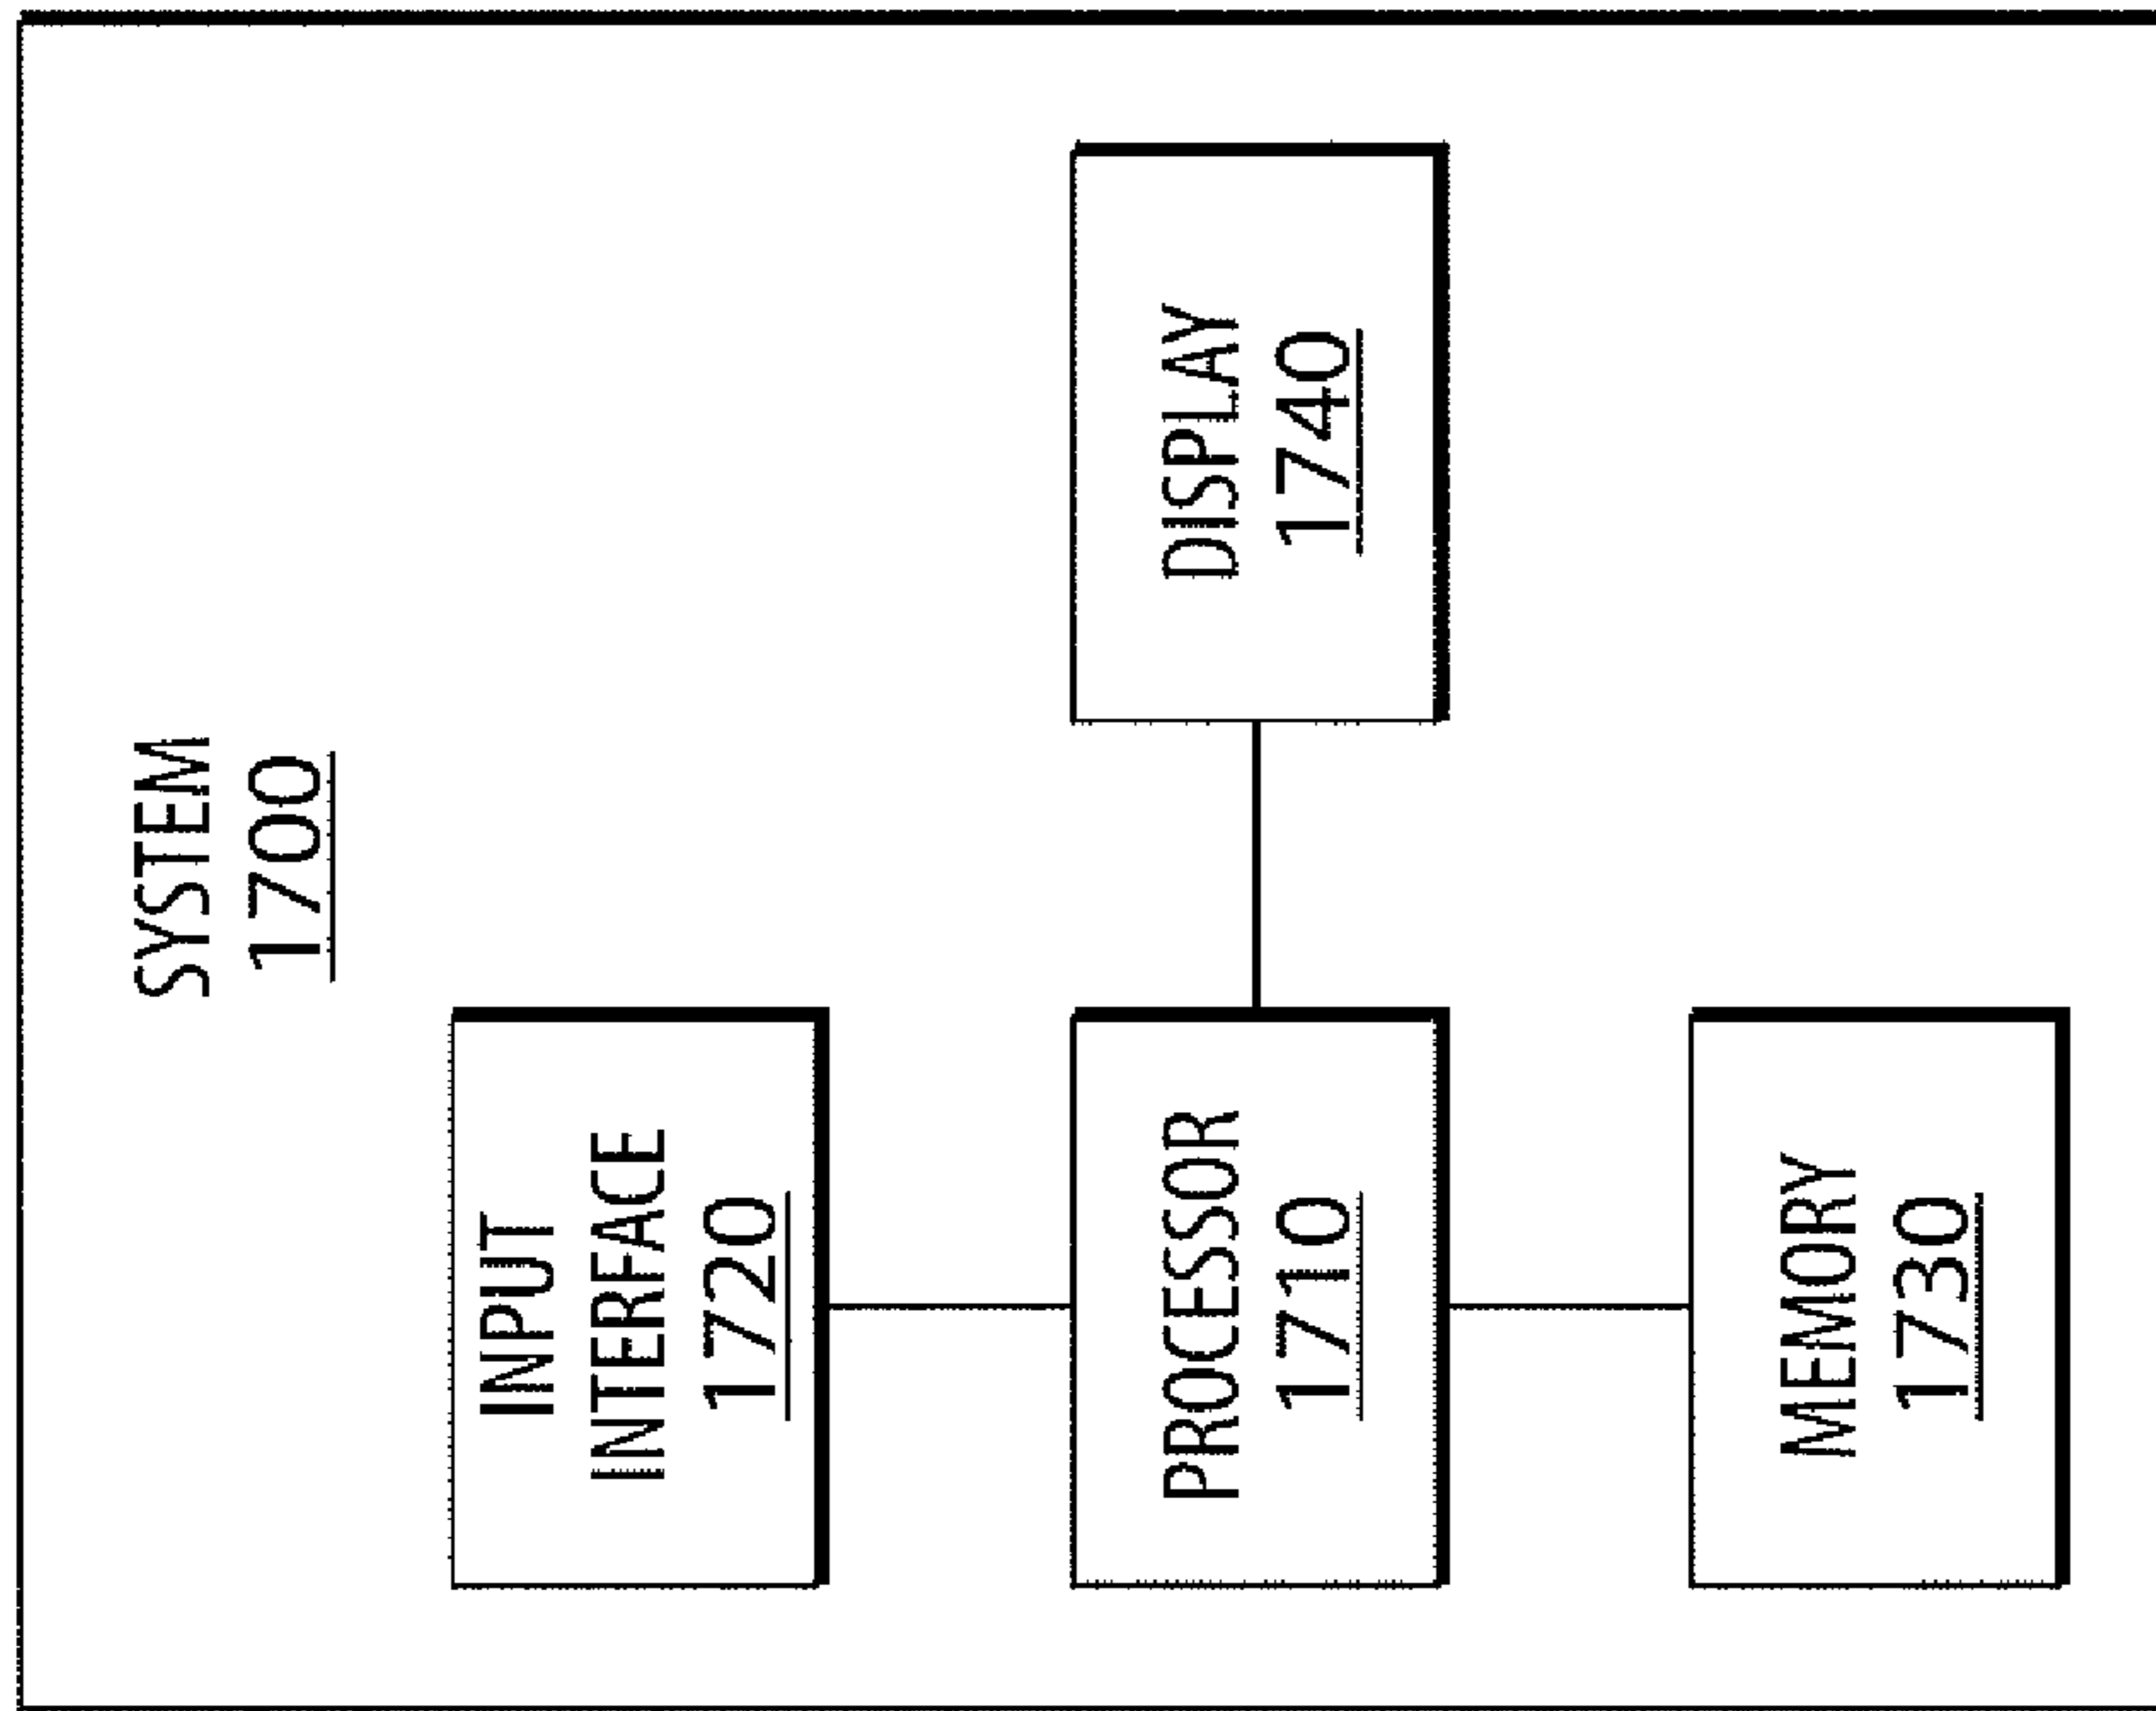 SYSTEM
1700
INPUT
INTERFACE
1720
PROCESSOR
1710
DISPLAY
1740
MEMORY
1730